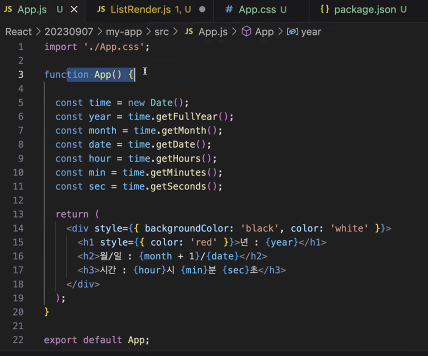 App.js U X JS ListRender.js 9+, U # App.css U {} package.json U
React > 20230907 > my-app > src > JS App.js > App > year
1 import './App.css';
2
3 function App() {
4
5 const time = new Date();
6 const year = time.getFullYear();
7 const month = time.getMonth();
8 const date = time.getDate();
9 const hour = time.getHours();
10 const min = time.getMinutes();
11 const sec = time.getSeconds();
12
13 return (
14 <div style={{ backgroundColor: 'black', color: 'white' }}>
15 <h1 style={{ color: 'red' }}>년 : {year}</h1>
16 <h2>월/일 : {month + 1}/{date}</h2>
17 <h3>시간 : {hour}시 {min}분 {sec}초</h3>
18 </div>
19 );
20 }
21
22 export default App;